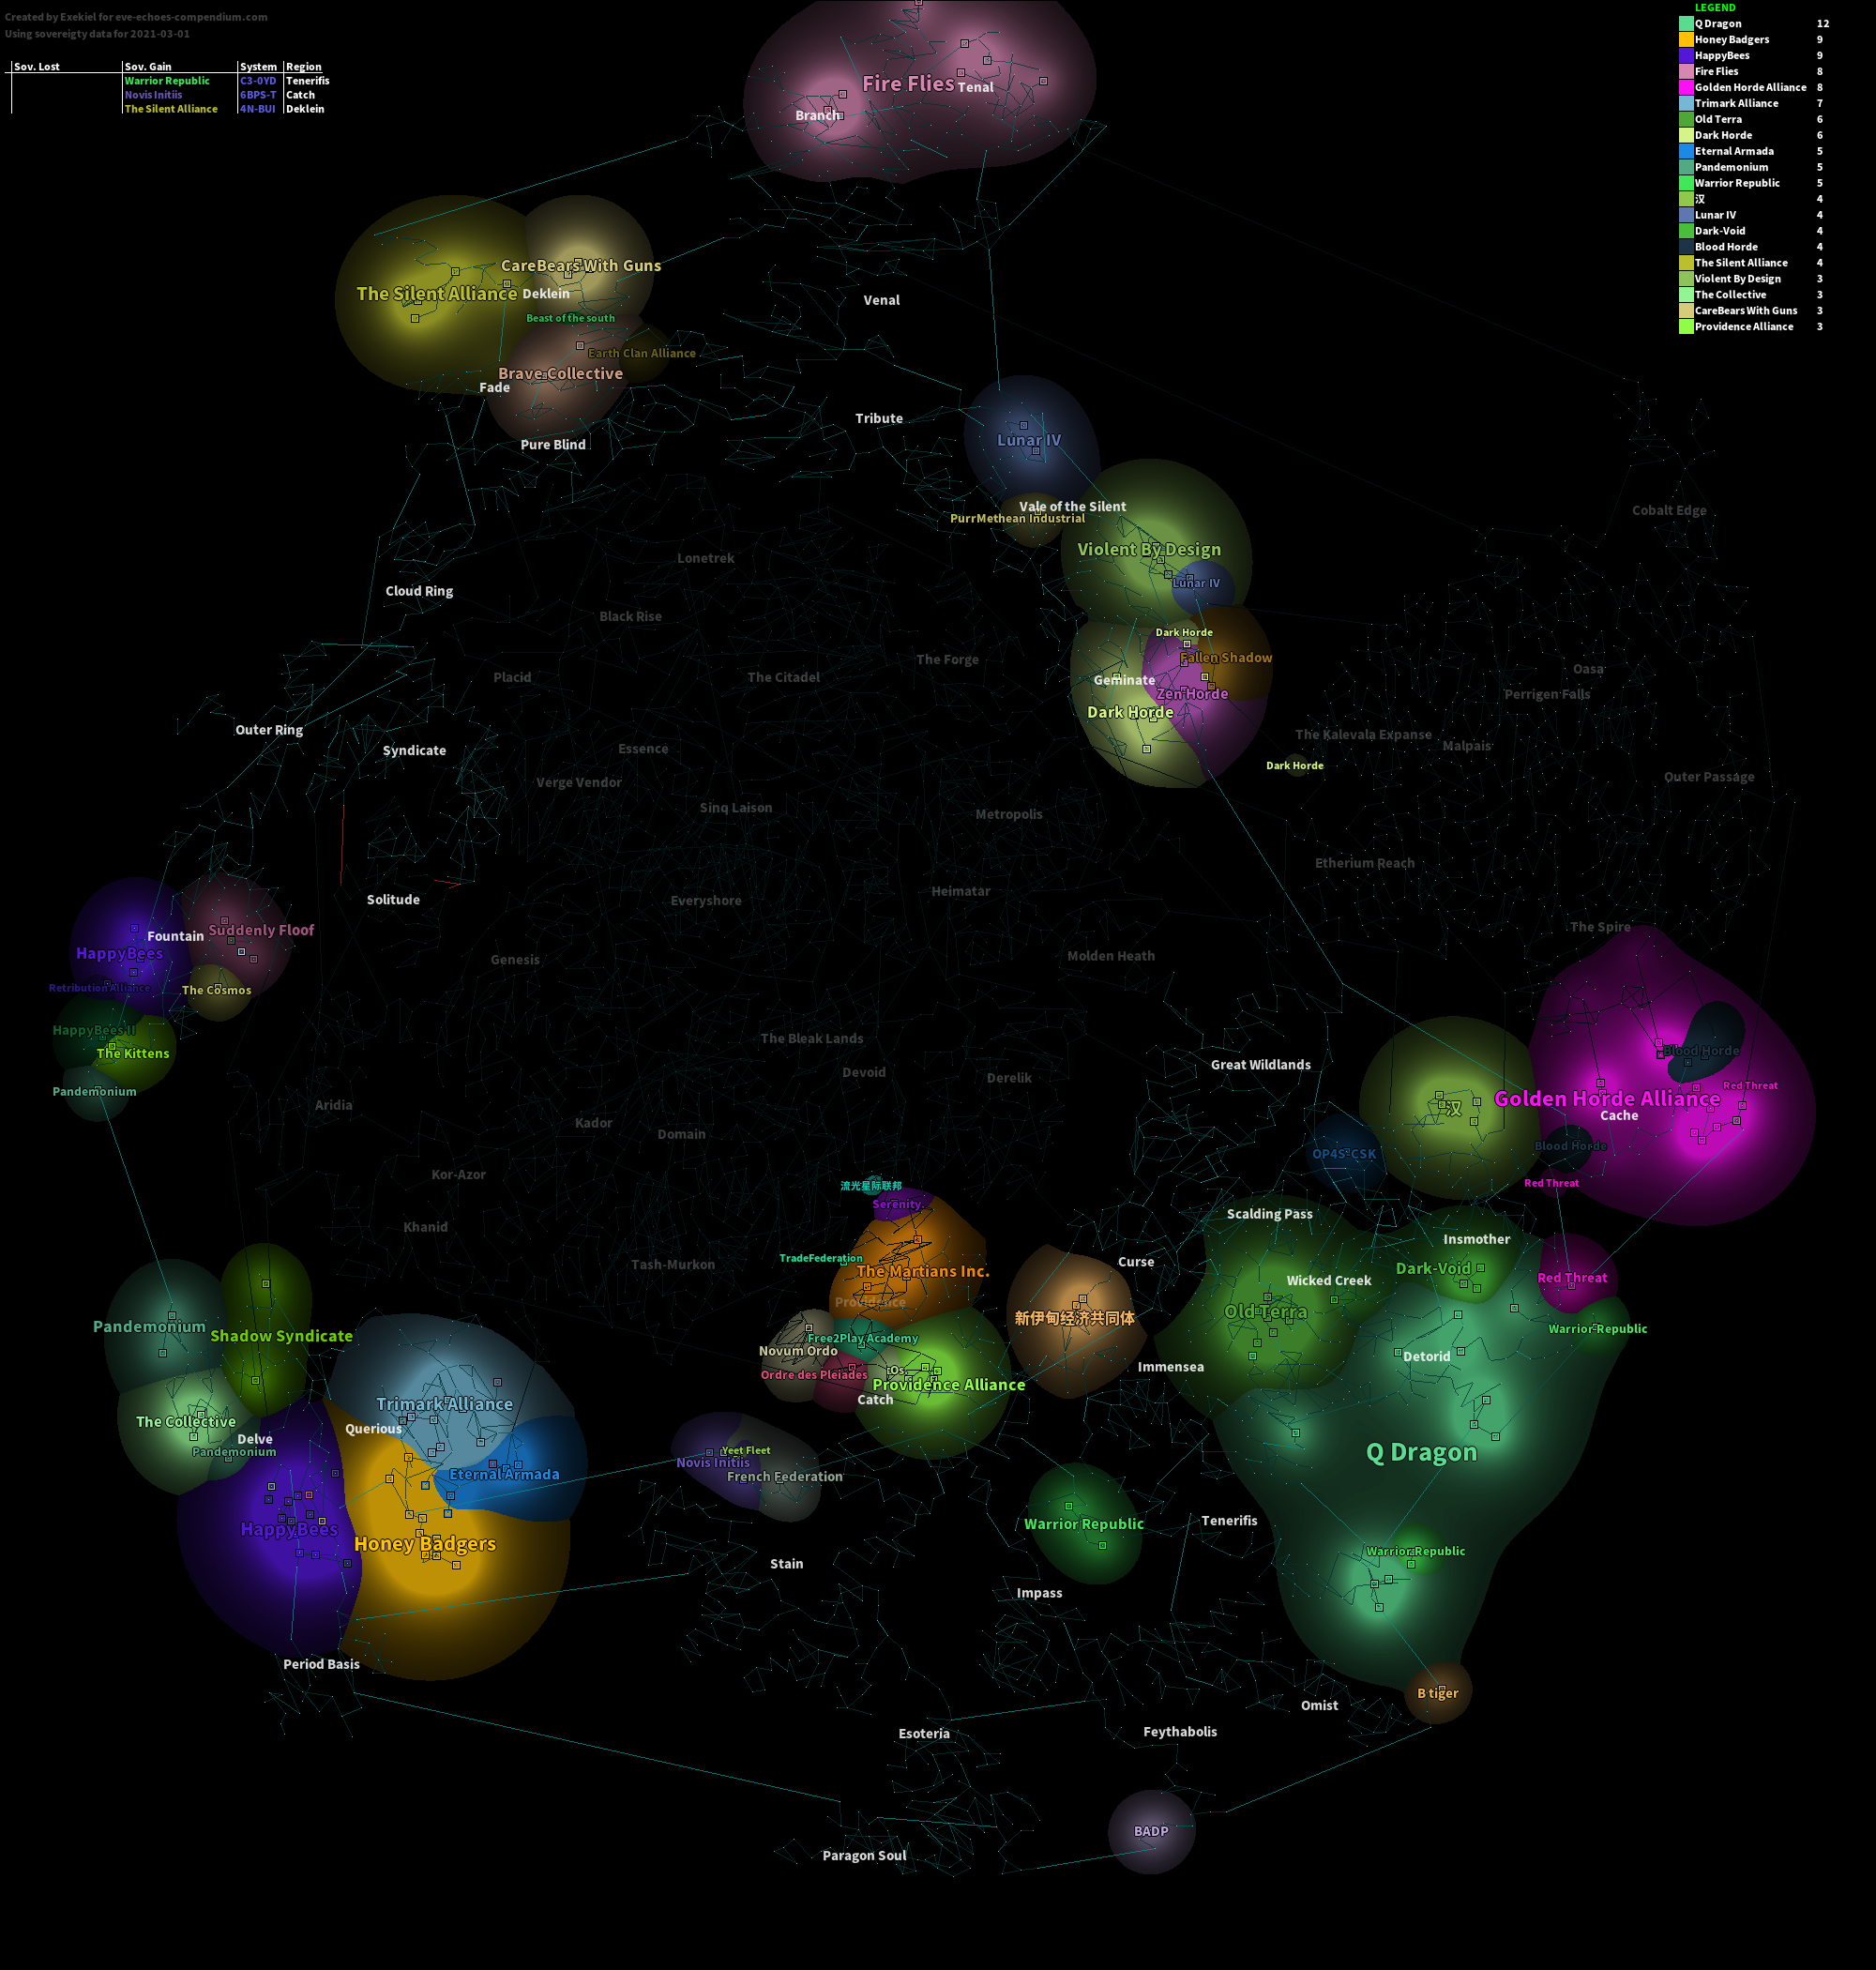 Created by Exekiel for eve-echoes-compendium.com
Using sovereigty data for 2021-03-01
Sov. Lost Sov. Gain System Region
Warrior Republic C3-0YD Tenerifis
Novis Initiis 6BPS-T Catch
The Silent Alliance 4N-BUI Deklein
LEGEND
Q Dragon 12
Honey Badgers 9
HappyBees 9
Fire Flies 8
Golden Horde Alliance 8
Trimark Alliance 7
Old Terra 6
Dark Horde 6
Eternal Armada 5
Pandemonium 5
Warrior Republic 5
汉 4
Lunar IV 4
Dark-Void 4
Blood Horde 4
The Silent Alliance 4
Violent By Design 3
The Collective 3
CareBears With Guns 3
Providence Alliance 3
Fire Flies
Tenal
Branch
CareBears With Guns
The Silent Alliance
Deklein
Venal
Beast of the south
Earth Clan Alliance
Brave Collective
Fade
Tribute
Lunar IV
Pure Blind
Vale of the Silent
Cobalt Edge
PurrMethean Industrial
Violent By Design
Lonetrek
Lunar IV
Cloud Ring
Black Rise
Dark Horde
The Forge
Fallen Shadow
Oasa
Placid
The Citadel
Geminate
Zen Horde
Perrigen Falls
Dark Horde
Outer Ring
The Kalevala Expanse
Syndicate
Essence
Malpais
Dark Horde
Outer Passage
Verge Vendor
Sinq Laison
Metropolis
Etherium Reach
Heimatar
Solitude
Everyshore
The Spire
Suddenly Floof
Fountain
HappyBees
Genesis
Molden Heath
Retribution Alliance
The Cosmos
HappyBees II
The Bleak Lands
The Kittens
Blood Horde
Great Wildlands
Devoid
Derelik
Red Threat
Pandemonium
Golden Horde Alliance
Aridia
汉
Cache
Kador
Domain
Blood Horde
OP4S-CSK
Kor-Azor
Red Threat
流光星际联邦
Serenity.
Scalding Pass
Khanid
Insmother
TradeFederation
Curse
Tash-Murkon
The Martians Inc.
Dark-Void
Red Threat
Wicked Creek
Providence
Old Terra
新伊甸经济共同体
Pandemonium
Shadow Syndicate
Free2Play Academy
Warrior Republic
Novum Ordo
Detorid
Immensea
Ordre des Pleiades
Os.
Providence Alliance
Catch
Trimark Alliance
The Collective
Querious
Delve
Pandemonium
Yeet Fleet
Q Dragon
Novis Initiis
Eternal Armada
French Federation
Tenerifis
Warrior Republic
HappyBees
Honey Badgers
Warrior Republic
Stain
Impass
Period Basis
B tiger
Omist
Esoteria
Feythabolis
BADP
Paragon Soul